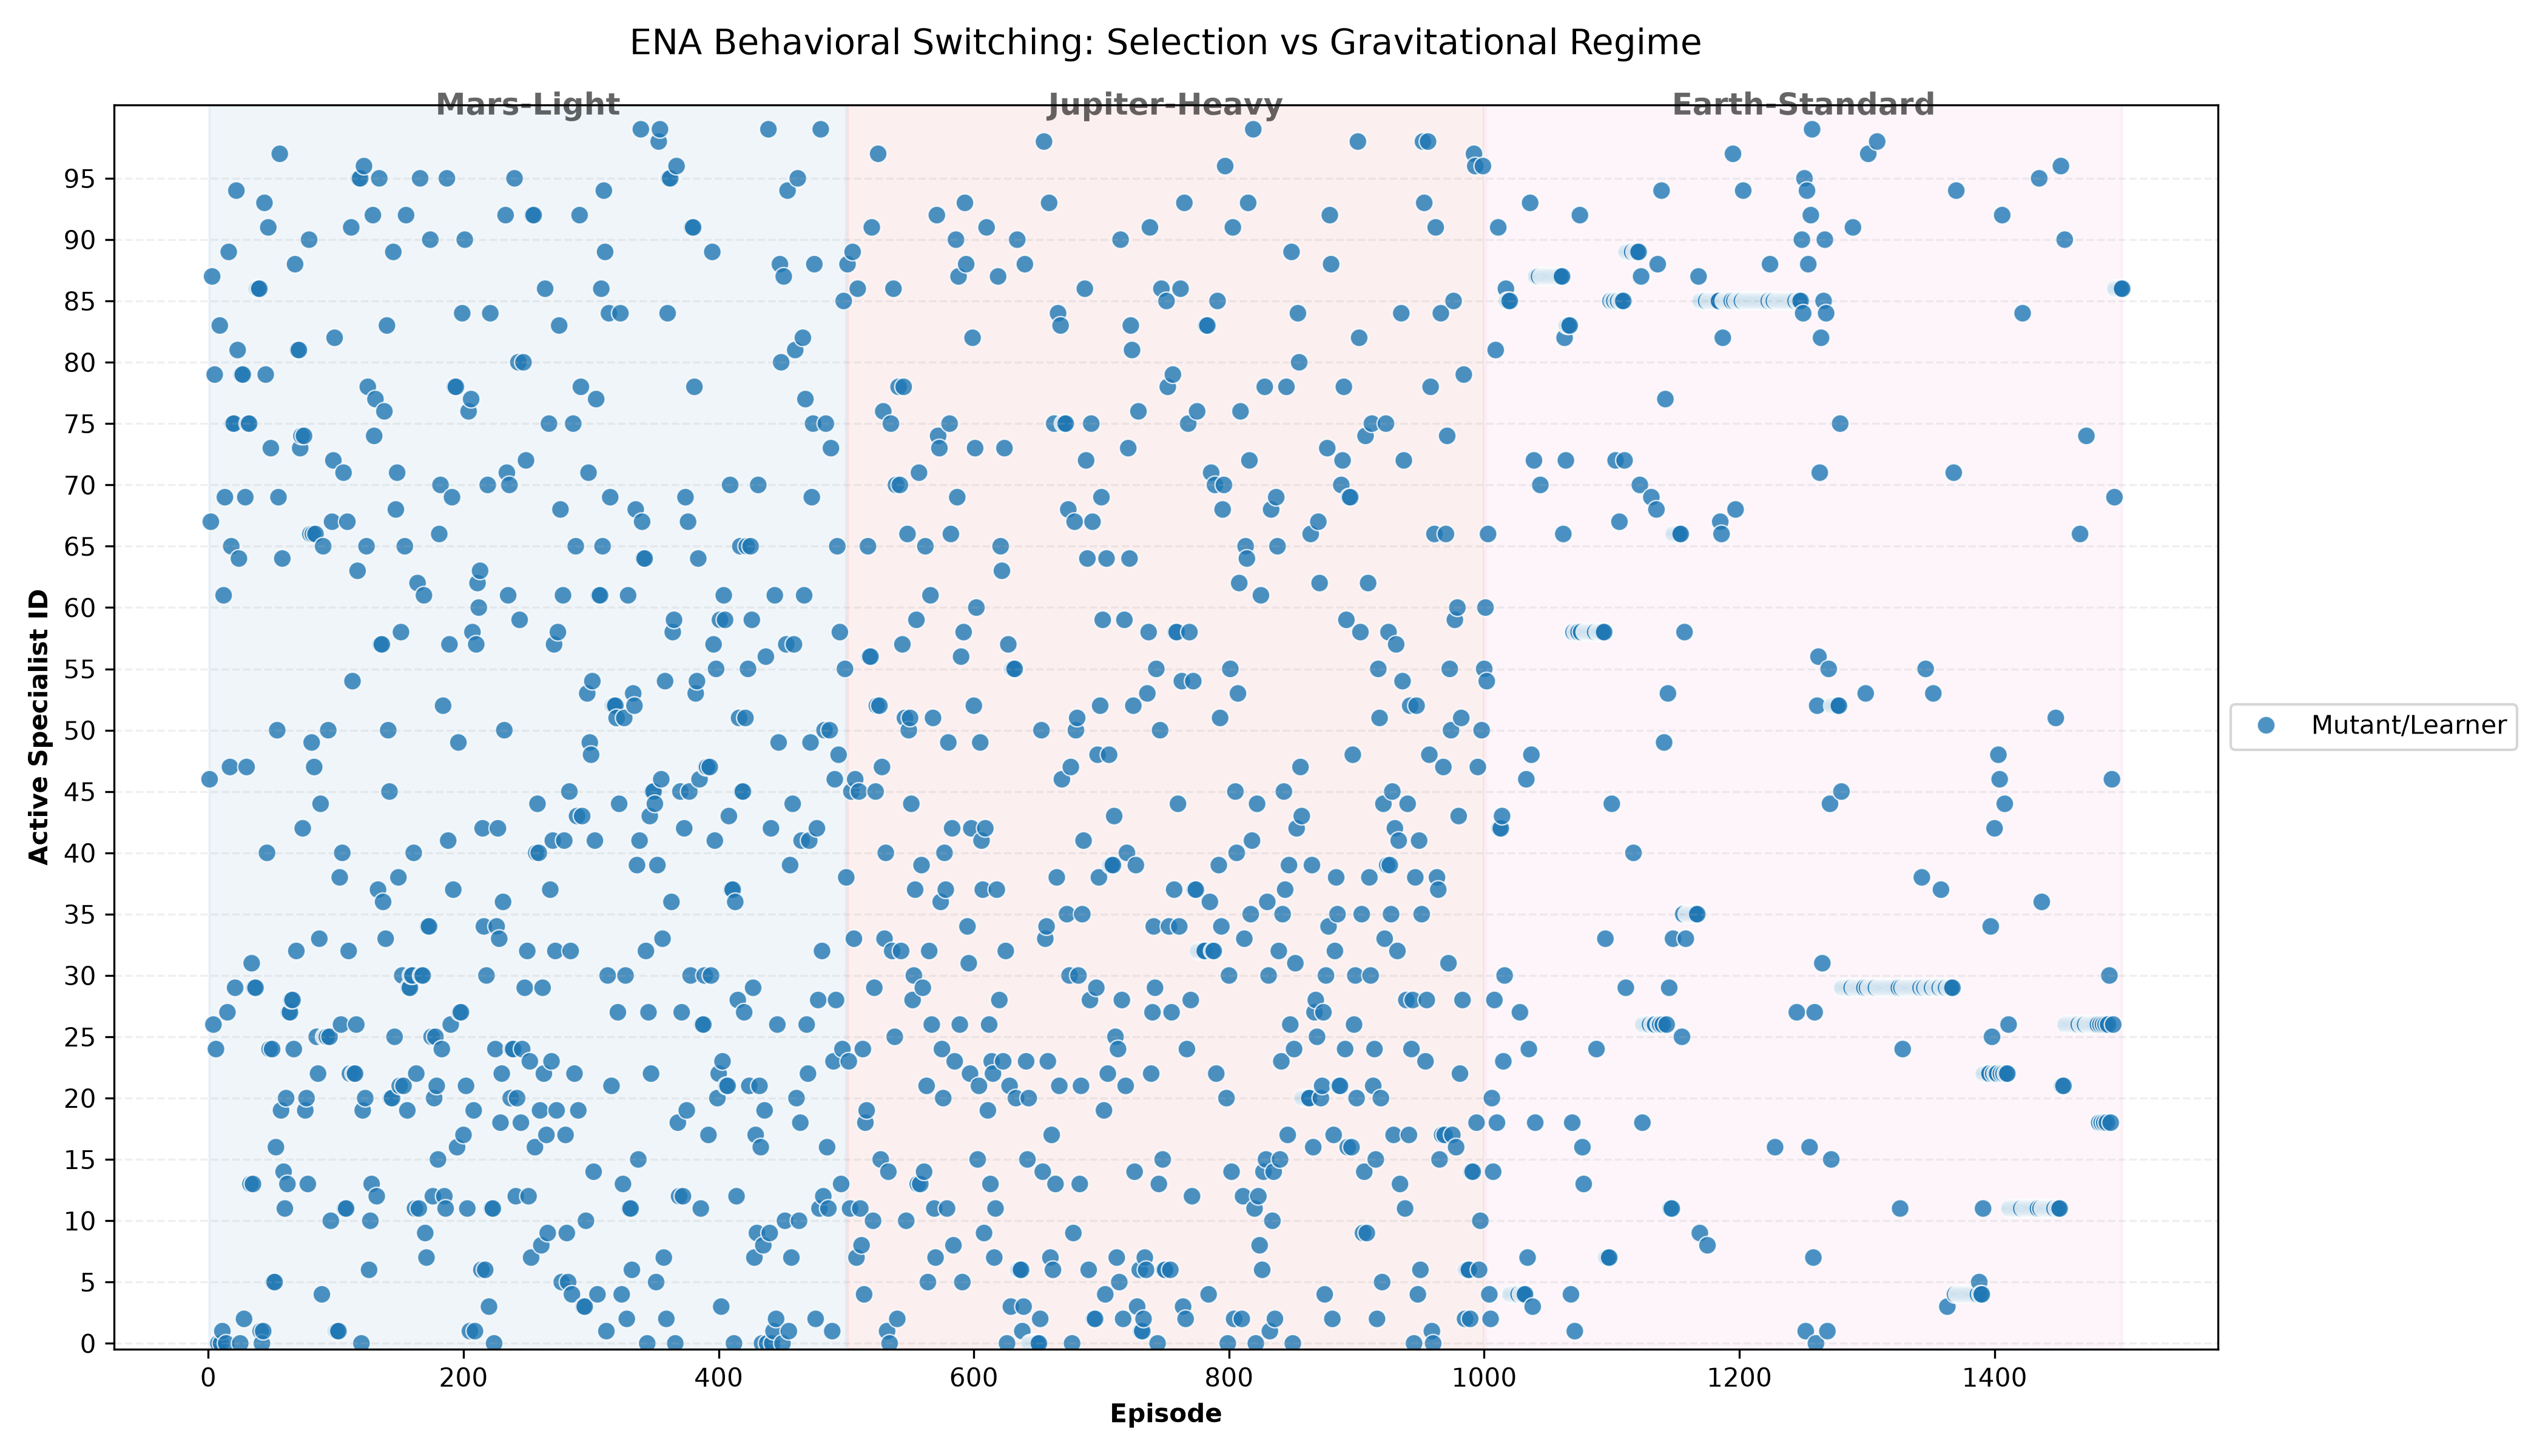 ENA Behavioral Switching: Selection vs Gravitational Regime
Mars-Light
Jupiter-Heavy
Earth-Standard
Active Specialist ID
95
90
85
80
75
70
65
60
55
50
45
40
35
30
25
20
15
10
5
0
0 200 400 600 800 1000 1200 1400
Episode
Mutant/Learner